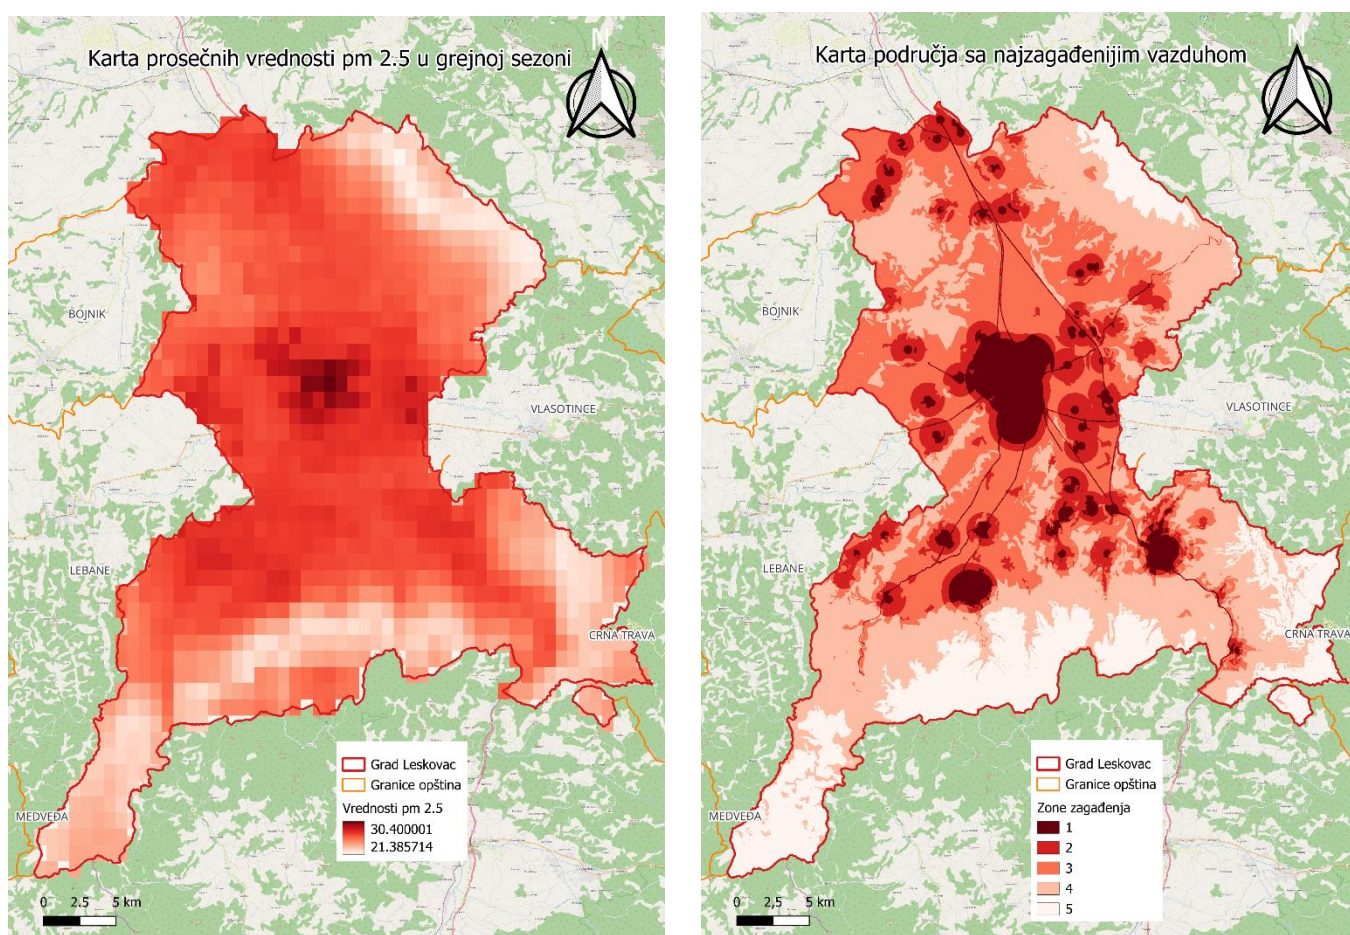 Karta prosečnih vrednosti pm 2.5 u grejnoj sezoni
N
BOJNIK
VLASOTINCE
LEBANE
CRNA TRAVA
MEDVEĐA
Grad Leskovac
Granice opština
Vrednosti pm 2.5
30.400001
21.385714
0 2.5 5 km
Karta područja sa najzagađenijim vazduhom
N
BOJNIK
VLASOTINCE
LEBANE
CRNA TRAVA
MEDVEĐA
Grad Leskovac
Granice opština
Zone zagađenja
1
2
3
4
5
0 2,5 5 km